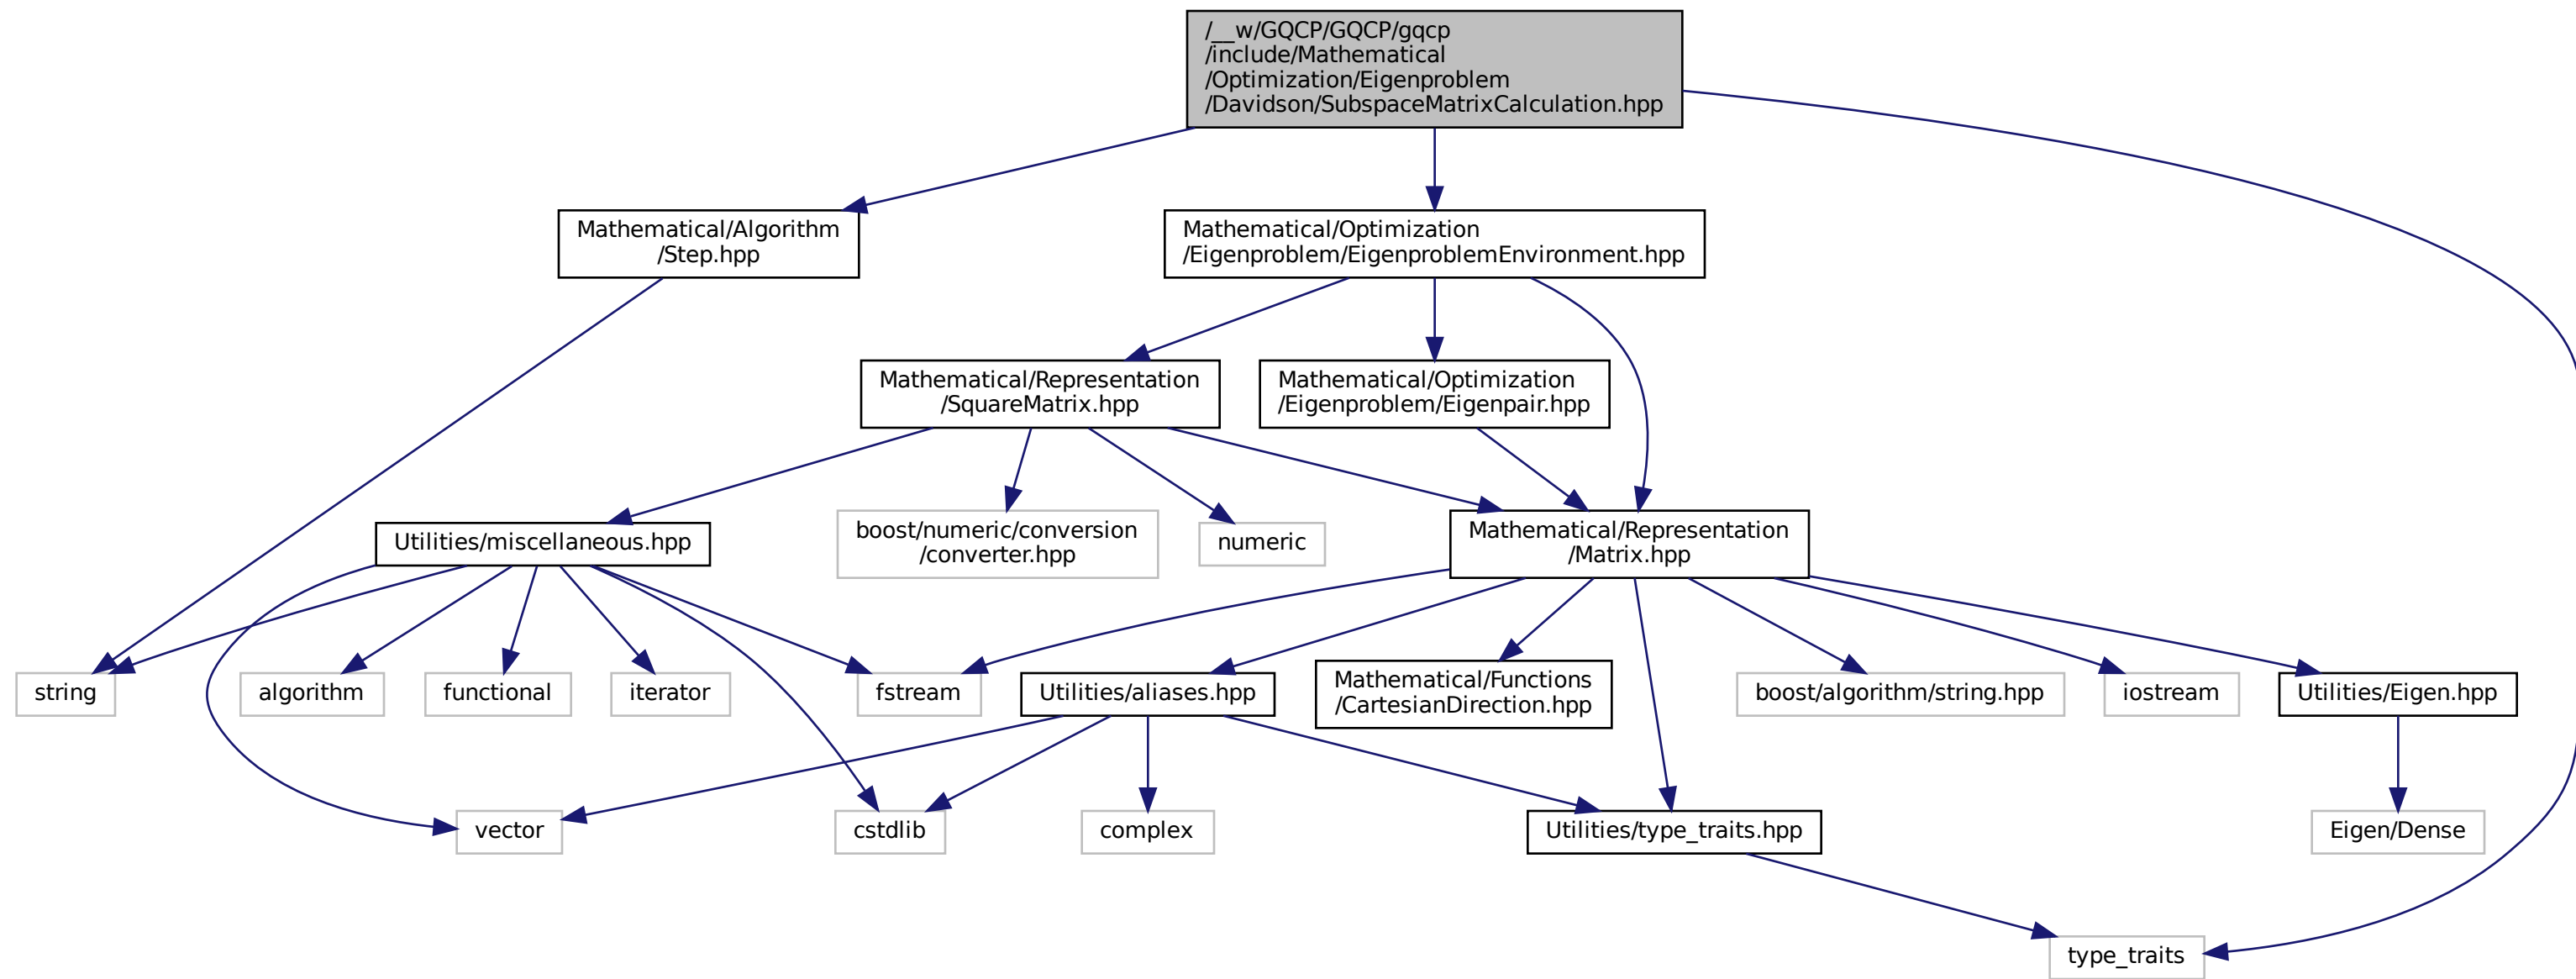 /__w/GQCP/GQCP/gqcp
/include/Mathematical
/Optimization/Eigenproblem
/Davidson/SubspaceMatrixCalculation.hpp
Mathematical/Algorithm
/Step.hpp
Mathematical/Optimization
/Eigenproblem/EigenproblemEnvironment.hpp
Mathematical/Representation
/SquareMatrix.hpp
Mathematical/Optimization
/Eigenproblem/Eigenpair.hpp
Utilities/miscellaneous.hpp
boost/numeric/conversion
/converter.hpp
numeric
Mathematical/Representation
/Matrix.hpp
string
algorithm
functional
iterator
fstream
Utilities/aliases.hpp
Mathematical/Functions
/CartesianDirection.hpp
boost/algorithm/string.hpp
iostream
Utilities/Eigen.hpp
vector
cstdlib
complex
Utilities/type_traits.hpp
Eigen/Dense
type_traits